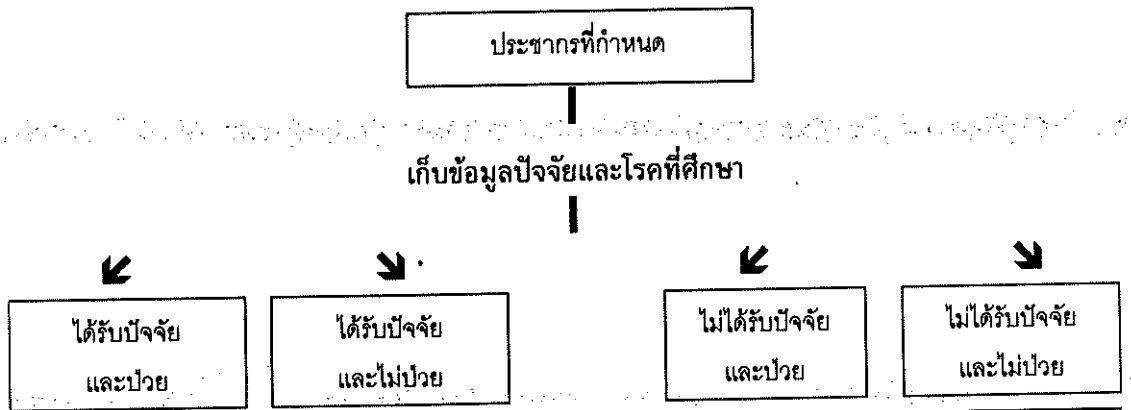 ประชากรที่กำหนด
เก็บข้อมูลปัจจัยและโรคที่ศึกษา
ได้รับปัจจัย
และป่วย
ได้รับปัจจัย
และไม่ป่วย
ไม่ได้รับปัจจัย
และป่วย
ไม่ได้รับปัจจัย
และไม่ป่วย